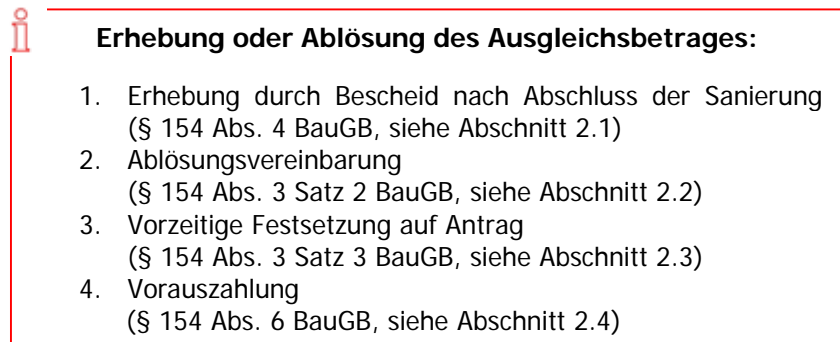 Erhebung oder Ablösung des Ausgleichsbetrages:
1. Erhebung durch Bescheid nach Abschluss der Sanierung
(§ 154 Abs. 4 BauGB, siehe Abschnitt 2.1)
2. Ablösungsvereinbarung
(§ 154 Abs. 3 Satz 2 BauGB, siehe Abschnitt 2.2)
3. Vorzeitige Festsetzung auf Antrag
(§ 154 Abs. 3 Satz 3 BauGB, siehe Abschnitt 2.3)
4. Vorauszahlung
(§ 154 Abs. 6 BauGB, siehe Abschnitt 2.4)